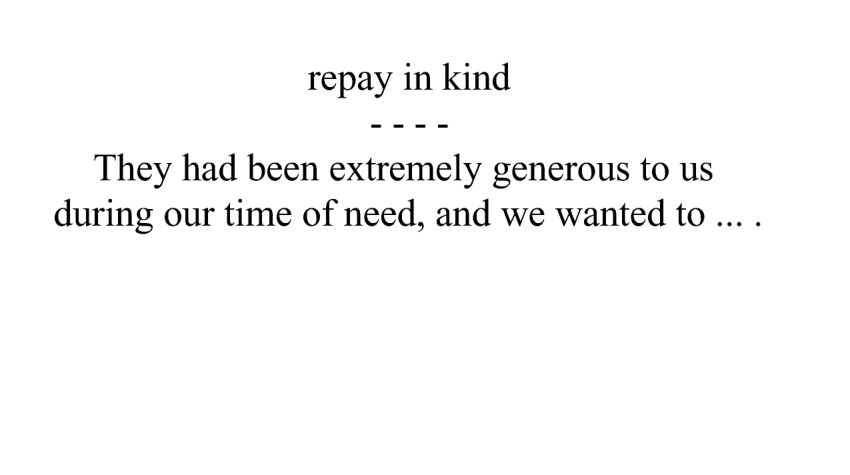 repay in kind
- - - -
They had been extremely generous to us
during our time of need, and we wanted to ... .